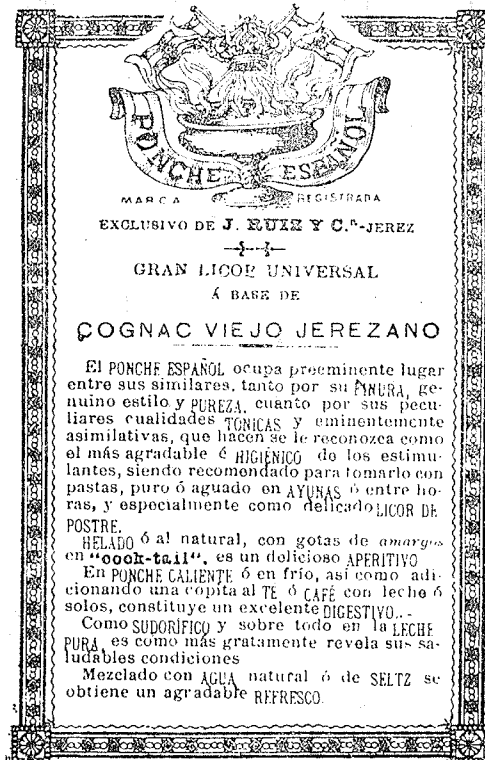 PONCHE ESPAÑOL
MARCA REGISTRADA
EXCLUSIVO DE J. RUIZ Y C.ª-JEREZ
GRAN LICOR UNIVERSAL
Á BASE DE
COGNAC VIEJO JEREZANO
El PONCHE ESPAÑOL ocupa preeminente lugar
entre sus similares, tanto por su FINURA, ge-
nuino estilo y PUREZA, cuanto por sus pecu-
liares cualidades TÓNICAS y eminentemente
asimilativas, que hacen se le reconozca como
el más agradable é HIGIÉNICO de los estimu-
lantes, siendo recomendado para tomarlo con
pastas, puro ó aguado en AYUNAS ó entre ho-
ras, y especialmente como delicado LICOR DE
POSTRE.
HELADO ó al natural, con gotas de amargos
en "cook-tail", es un delicioso APERITIVO
En PONCHE CALIENTE ó en frío, así como adi-
cionando una copita al TÉ ó CAFÉ con leche ó
solos, constituye un excelente DIGESTIVO..-
Como SUDORÍFICO y sobre todo en la LECHE
PURA, es como más gratamente revela sus sa-
ludables condiciones
Mezclado con AGUA natural ó de SELTZ se
obtiene un agradable REFRESCO.